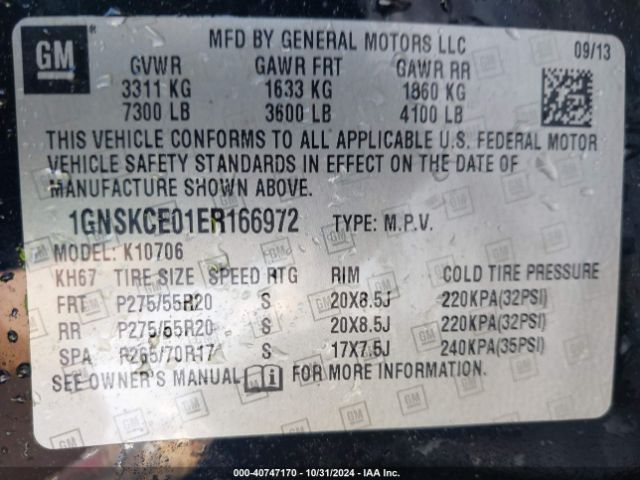 GM
MFD BY GENERAL MOTORS LLC 09/13
GVWR GAWR FRT GAWR RR
3311 KG 1633 KG 1860 KG
7300 LB 3600 LB 4100 LB
THIS VEHICLE CONFORMS TO ALL APPLICABLE U.S. FEDERAL MOTOR
VEHICLE SAFETY STANDARDS IN EFFECT ON THE DATE OF
MANUFACTURE SHOWN ABOVE.
1GNSKCE01ER166972 TYPE: M.P.V.
MODEL: K10706
KH67 TIRE SIZE SPEED RTG RIM COLD TIRE PRESSURE
FRT P275/55R20 S 20X8.5J 220KPA(32PSI)
RR P275/55R20 S 20X8.5J 220KPA(32PSI)
SPA R265/70R17 S 17X7.5J 240KPA(35PSI)
SEE OWNER'S MANUAL FOR MORE INFORMATION.
000-40747170 - 10/31/2024 - IAA Inc.